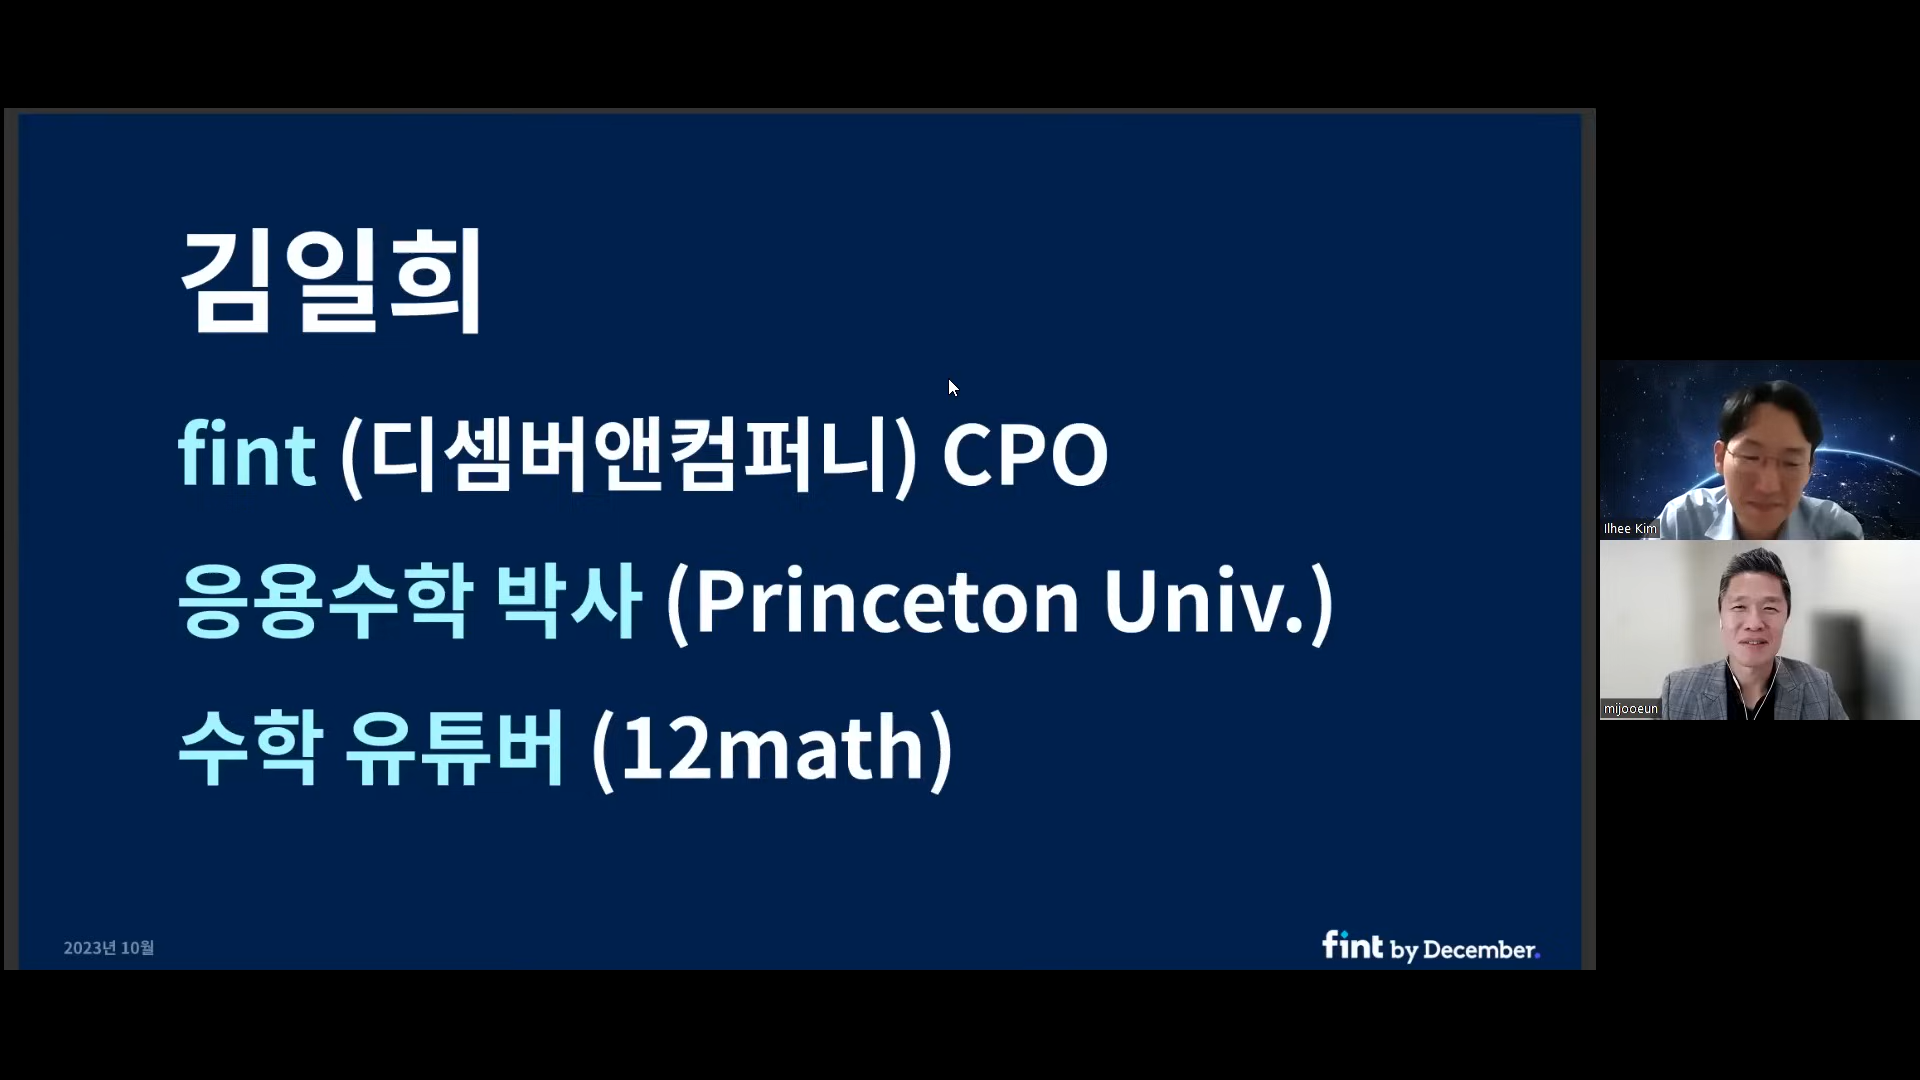 김일희
fint (디셈버앤컴퍼니) CPO
응용수학 박사 (Princeton Univ.)
수학 유튜버 (12math)
2023년 10월
fint by December.
Ilhee Kim
mijooeun